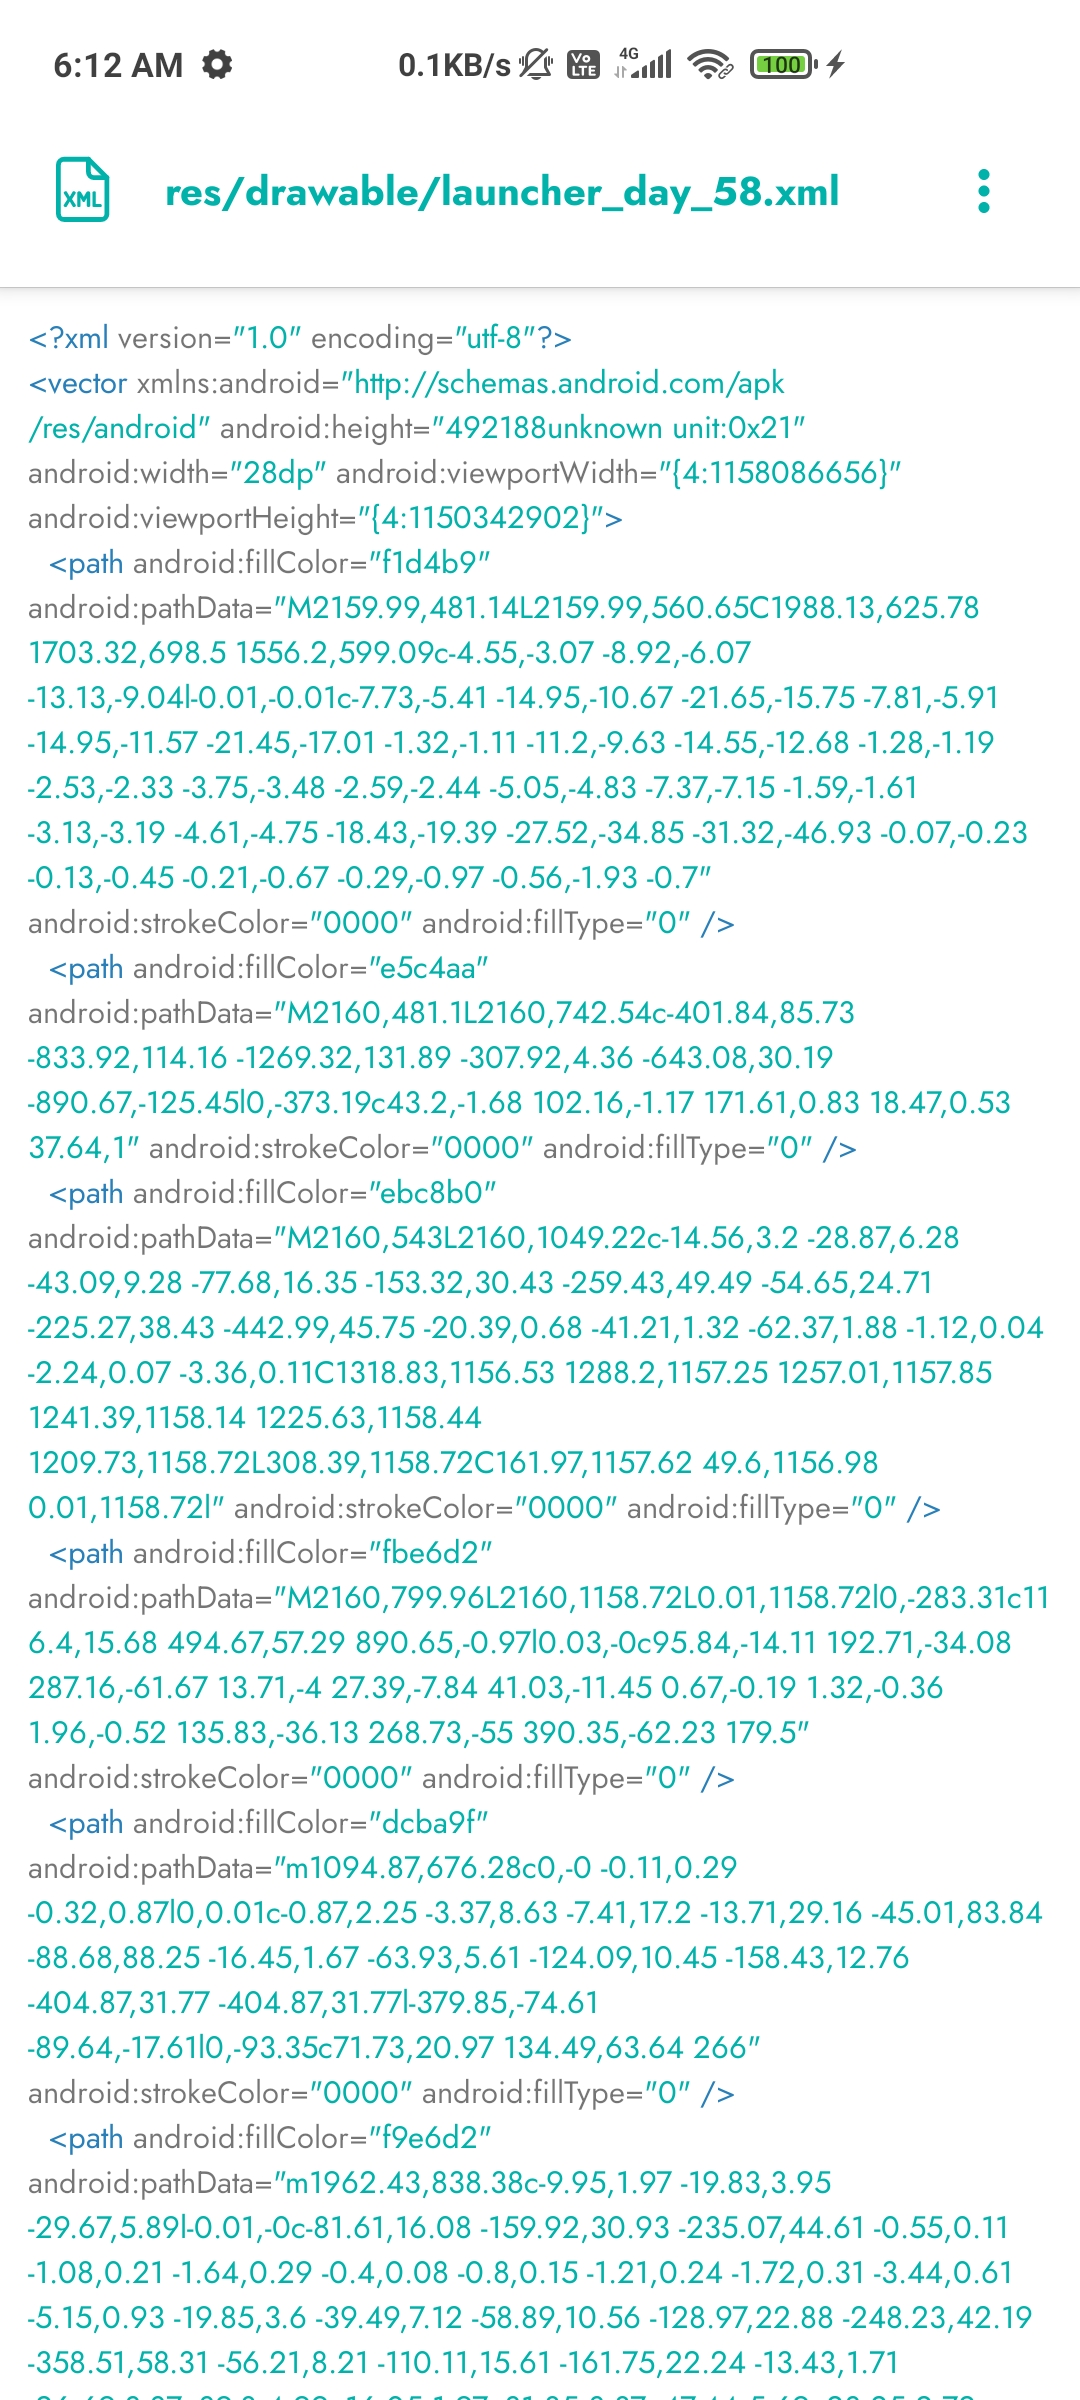 6:12 AM 0.1KB/s Vo LTE 4G 100
XML res/drawable/launcher_day_58.xml
<?xml version="1.0" encoding="utf-8"?>
<vector xmlns:android="http://schemas.android.com/apk
/res/android" android:height="492188unknown unit:0x21"
android:width="28dp" android:viewportWidth="{4:1158086656}"
android:viewportHeight="{4:1150342902}">
<path android:fillColor="f1d4b9"
android:pathData="M2159.99,481.14L2159.99,560.65C1988.13,625.78
1703.32,698.5 1556.2,599.09c-4.55,-3.07 -8.92,-6.07
-13.13,-9.04l-0.01,-0.01c-7.73,-5.41 -14.95,-10.67 -21.65,-15.75 -7.81,-5.91
-14.95,-11.57 -21.45,-17.01 -1.32,-1.11 -11.2,-9.63 -14.55,-12.68 -1.28,-1.19
-2.53,-2.33 -3.75,-3.48 -2.59,-2.44 -5.05,-4.83 -7.37,-7.15 -1.59,-1.61
-3.13,-3.19 -4.61,-4.75 -18.43,-19.39 -27.52,-34.85 -31.32,-46.93 -0.07,-0.23
-0.13,-0.45 -0.21,-0.67 -0.29,-0.97 -0.56,-1.93 -0.7"
android:strokeColor="0000" android:fillType="0" />
<path android:fillColor="e5c4aa"
android:pathData="M2160,481.1L2160,742.54c-401.84,85.73
-833.92,114.16 -1269.32,131.89 -307.92,4.36 -643.08,30.19
-890.67,-125.45l0,-373.19c43.2,-1.68 102.16,-1.17 171.61,0.83 18.47,0.53
37.64,1" android:strokeColor="0000" android:fillType="0" />
<path android:fillColor="ebc8b0"
android:pathData="M2160,543L2160,1049.22c-14.56,3.2 -28.87,6.28
-43.09,9.28 -77.68,16.35 -153.32,30.43 -259.43,49.49 -54.65,24.71
-225.27,38.43 -442.99,45.75 -20.39,0.68 -41.21,1.32 -62.37,1.88 -1.12,0.04
-2.24,0.07 -3.36,0.11C1318.83,1156.53 1288.2,1157.25 1257.01,1157.85
1241.39,1158.14 1225.63,1158.44
1209.73,1158.72L308.39,1158.72C161.97,1157.62 49.6,1156.98
0.01,1158.72l" android:strokeColor="0000" android:fillType="0" />
<path android:fillColor="fbe6d2"
android:pathData="M2160,799.96L2160,1158.72L0.01,1158.72l0,-283.31c11
6.4,15.68 494.67,57.29 890.65,-0.97l0.03,-0c95.84,-14.11 192.71,-34.08
287.16,-61.67 13.71,-4 27.39,-7.84 41.03,-11.45 0.67,-0.19 1.32,-0.36
1.96,-0.52 135.83,-36.13 268.73,-55 390.35,-62.23 179.5"
android:strokeColor="0000" android:fillType="0" />
<path android:fillColor="dcba9f"
android:pathData="m1094.87,676.28c0,-0 -0.11,0.29
-0.32,0.87l0,0.01c-0.87,2.25 -3.37,8.63 -7.41,17.2 -13.71,29.16 -45.01,83.84
-88.68,88.25 -16.45,1.67 -63.93,5.61 -124.09,10.45 -158.43,12.76
-404.87,31.77 -404.87,31.77l-379.85,-74.61
-89.64,-17.61l0,-93.35c71.73,20.97 134.49,63.64 266"
android:strokeColor="0000" android:fillType="0" />
<path android:fillColor="f9e6d2"
android:pathData="m1962.43,838.38c-9.95,1.97 -19.83,3.95
-29.67,5.89l-0.01,-0c-81.61,16.08 -159.92,30.93 -235.07,44.61 -0.55,0.11
-1.08,0.21 -1.64,0.29 -0.4,0.08 -0.8,0.15 -1.21,0.24 -1.72,0.31 -3.44,0.61
-5.15,0.93 -19.85,3.6 -39.49,7.12 -58.89,10.56 -128.97,22.88 -248.23,42.19
-358.51,58.31 -56.21,8.21 -110.11,15.61 -161.75,22.24 -13.43,1.71